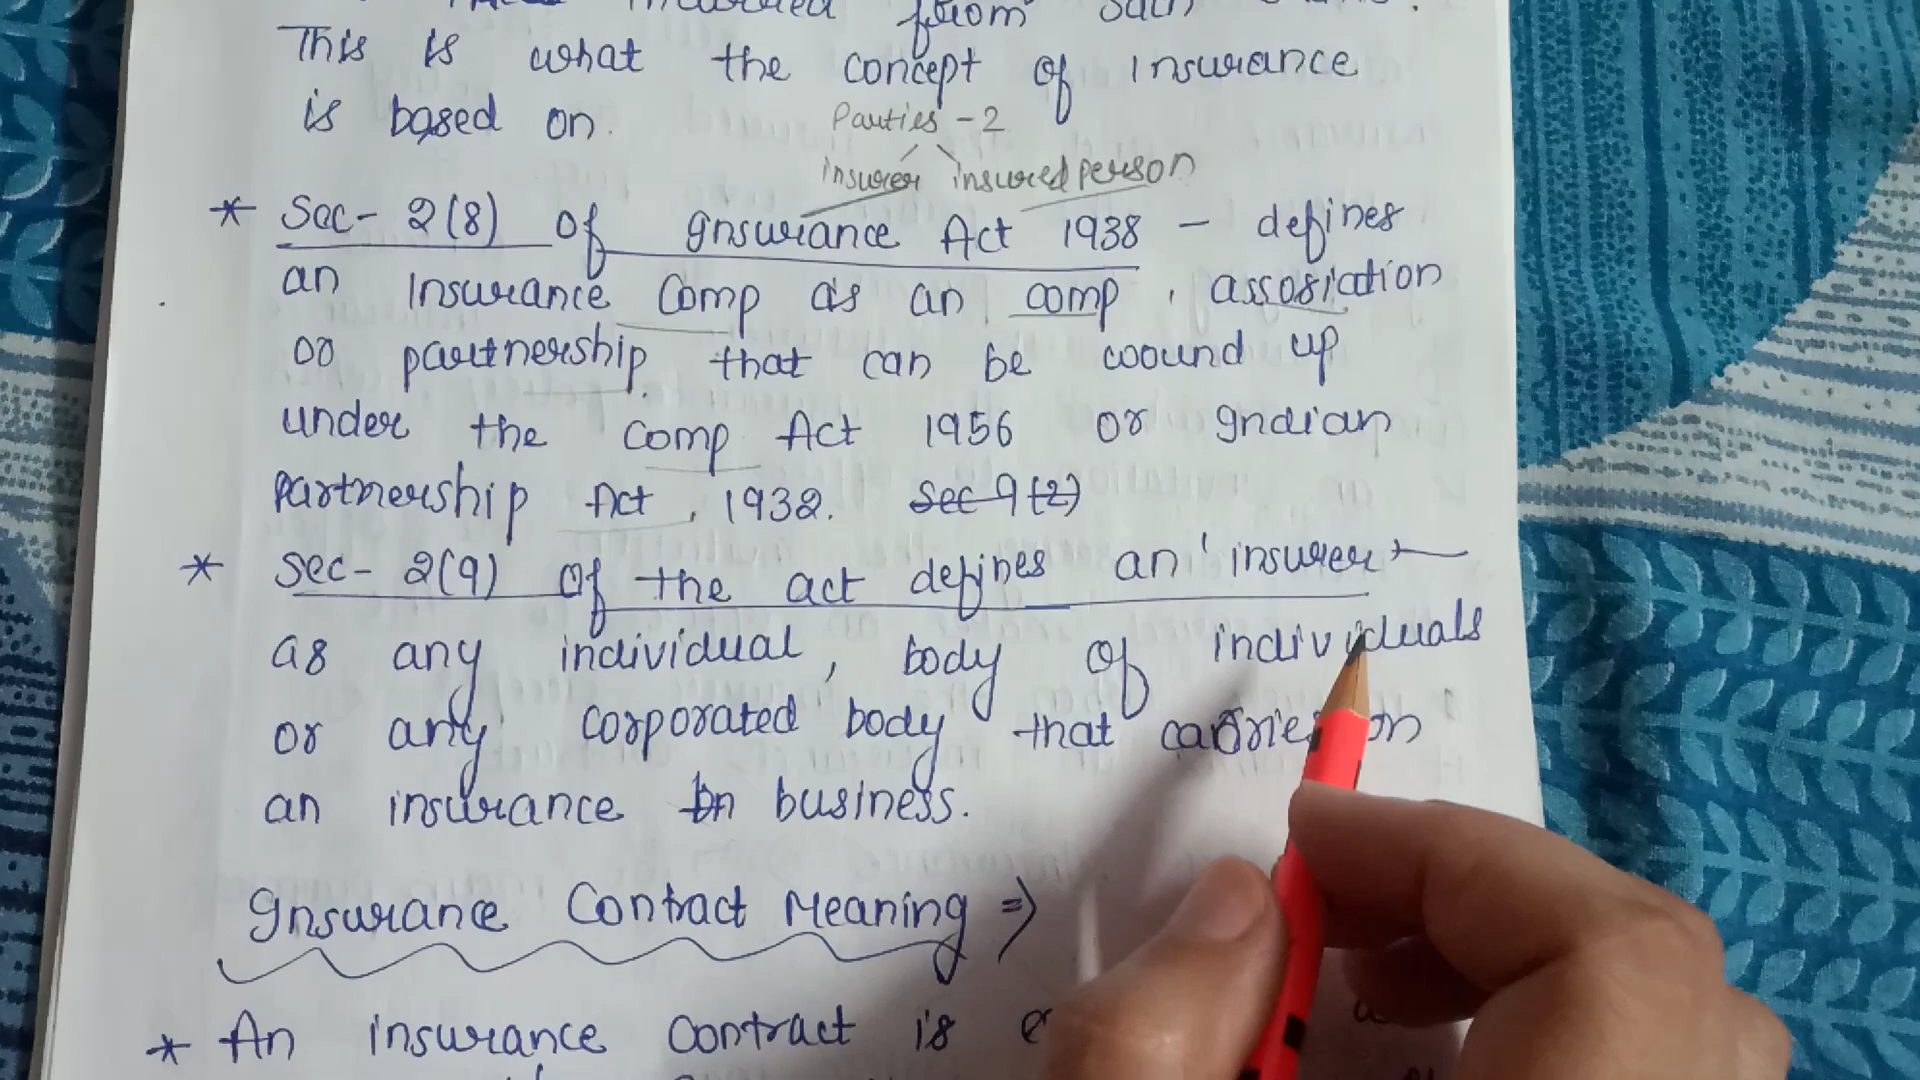 from such
This is what the concept of Insurance
is based on.
Parties - 2
insurer insured person
* Sec- 2(8) of Insurance Act 1938 - defines
an Insurance Comp as an comp, assosication
or partnership that can be wound up
under the Comp Act 1956 or Indian
Partnership Act, 1932. Sec 9(2)
* Sec- 2(9) of the act defines an 'insurer'
as any individual, body of individuals
or any corporated body that carries on
an insurance bn business.
Insurance Contract Meaning ⇒
* An insurance contract is